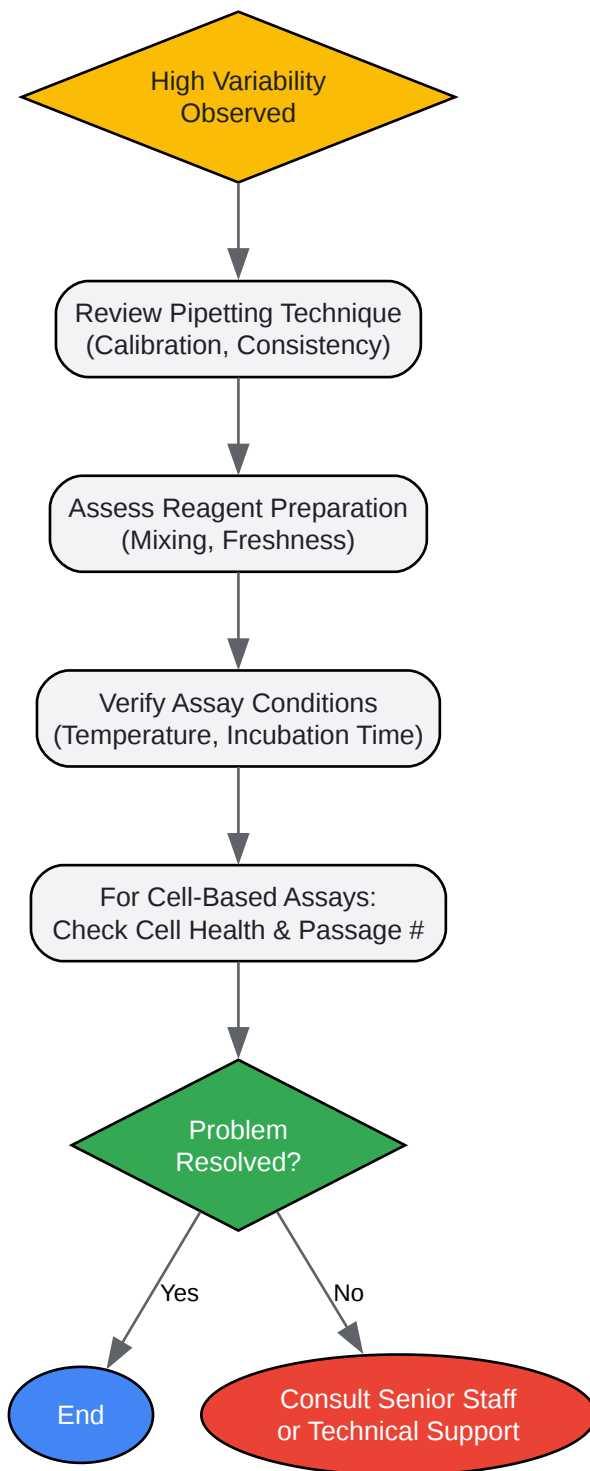 High Variability
Observed
Review Pipetting Technique
(Calibration, Consistency)
Assess Reagent Preparation
(Mixing, Freshness)
Verify Assay Conditions
(Temperature, Incubation Time)
For Cell-Based Assays:
Check Cell Health & Passage #
Problem
Resolved?
Yes
No
End
Consult Senior Staff
or Technical Support